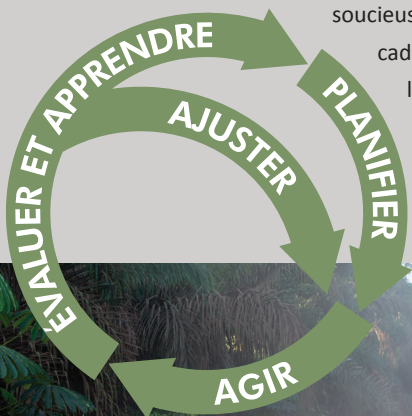 soucieus
cad
ÉVALUER ET APPRENDRE
PLANIFIER
AJUSTER
AGIR